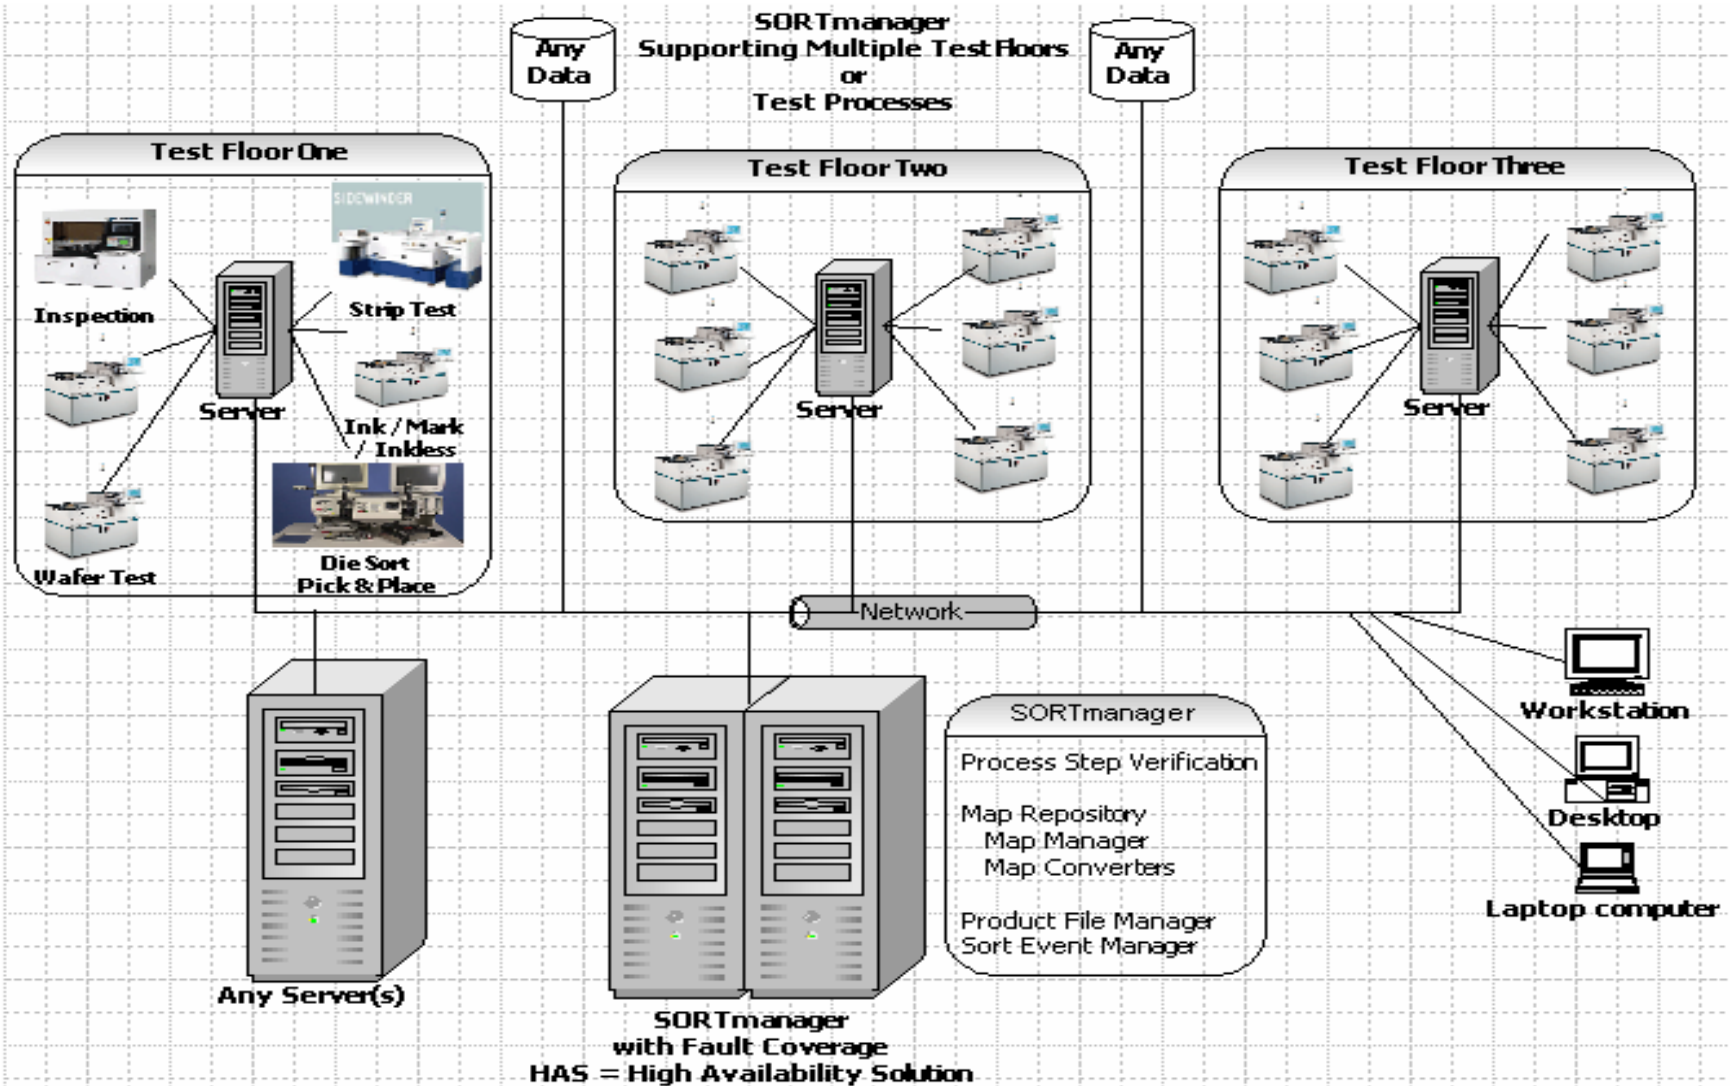 SORTmanager
Supporting Multiple Test Floors
or
Test Processes
Any
Data
Any
Data
Test Floor One
Test Floor Two
Test Floor Three
SIDEWINDER
Inspection
Strip Test
Server
Ink / Mark
/ Inkless
Wafer Test
Die Sort
Pick & Place
Server
Server
Network
Any Server(s)
SORTmanager
with Fault Coverage
HAS = High Availability Solution
SORTmanager
Process Step Verification
Map Repository
Map Manager
Map Converters
Product File Manager
Sort Event Manager
Workstation
Desktop
Laptop computer